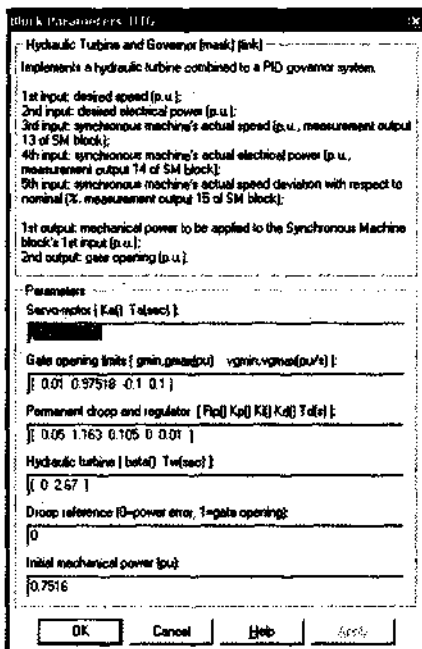 Block Parameters: HTG
Hydraulic Turbine and Governor (mask) (link)
Implements a hydraulic turbine combined to a PID governor system.
1st input: desired speed (p.u.);
2nd input: desired electrical power (p.u.);
3rd input: synchronous machine's actual speed (p.u., measurement output
13 of SM block);
4th input: synchronous machine's actual electrical power (p.u.,
measurement output 14 of SM block);
5th input: synchronous machine's actual speed deviation with respect to
nominal (%, measurement output 15 of SM block);
1st output: mechanical power to be applied to the Synchronous Machine
block's 1st input (p.u.);
2nd output: gate opening (p.u.).
Parameters
Servo-motor [ Ka() Ta(sec) ]:
Gate opening limits [ gmin,gmax(pu) vgmin,vgmax(pu/s) ]:
[ 0.01 0.97518 -0.1 0.1 ]
Permanent droop and regulator [ Rp() Kp() Ki() Kd() Td(s) ]:
[ 0.05 1.163 0.105 0 0.01 ]
Hydraulic turbine [ beta() Tw(sec) ]:
[ 0 2.67 ]
Droop reference (0=power error, 1=gate opening):
0
Initial mechanical power (pu):
0.7516
OK Cancel Help Apply